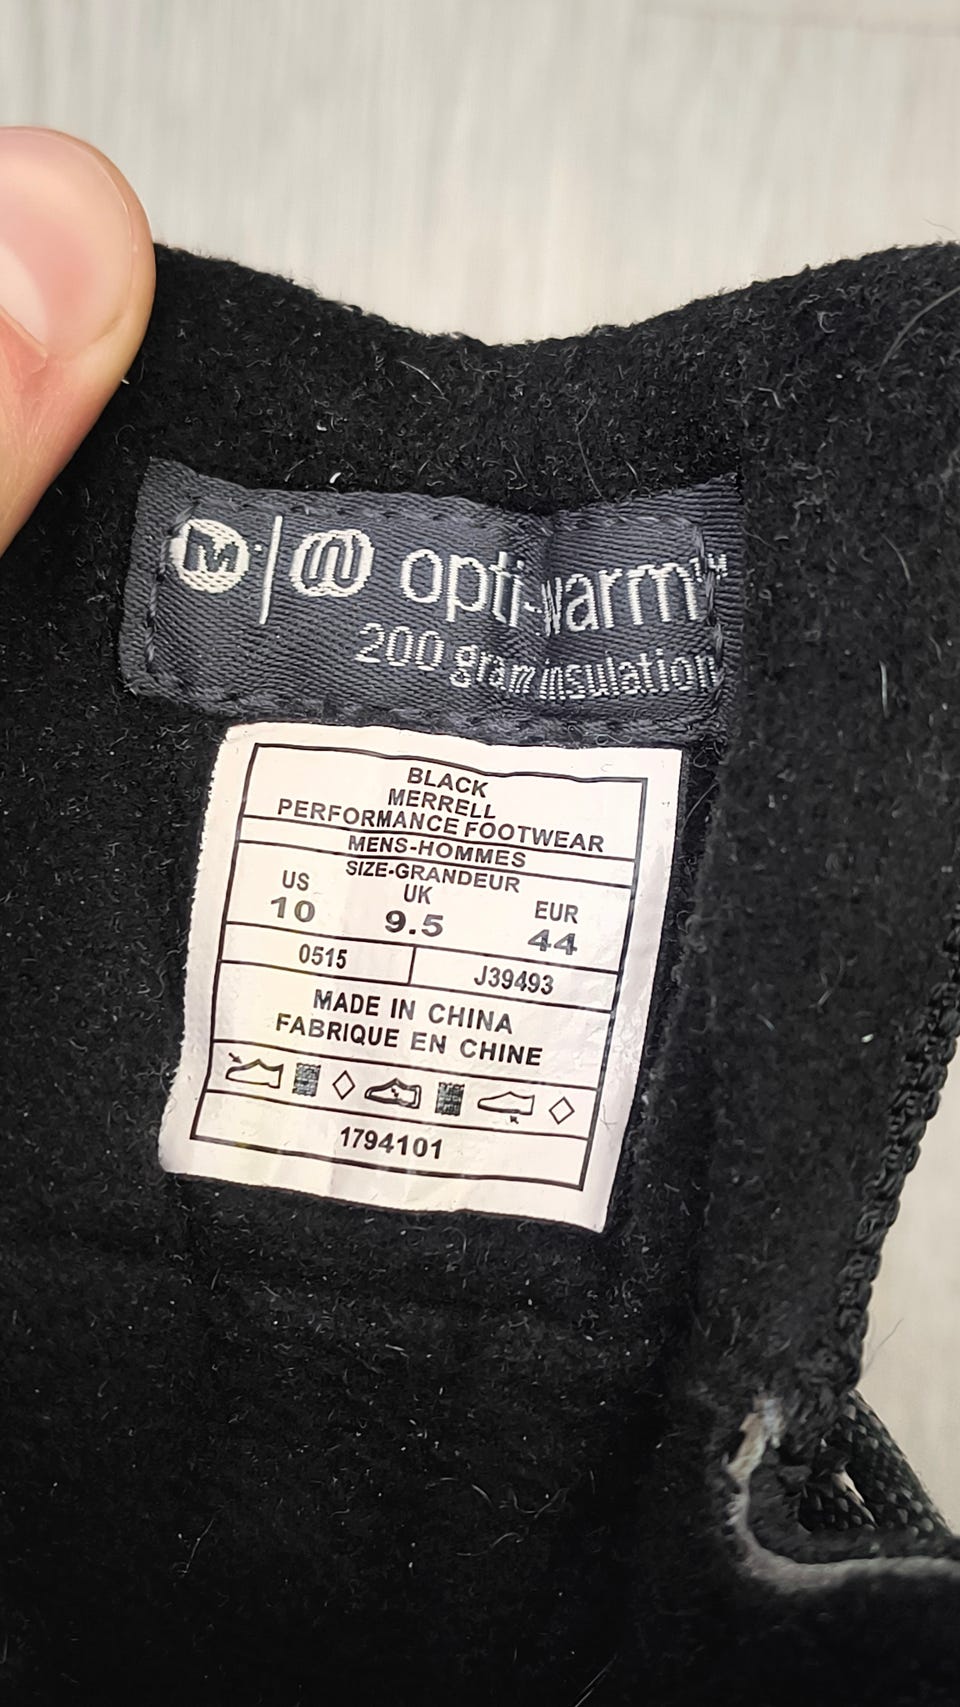 M opti-warm™
200 gram insulation
BLACK
MERRELL
PERFORMANCE FOOTWEAR
MENS-HOMMES
SIZE-GRANDEUR
US UK EUR
10 9.5 44
0515 J39493
MADE IN CHINA
FABRIQUE EN CHINE
1794101